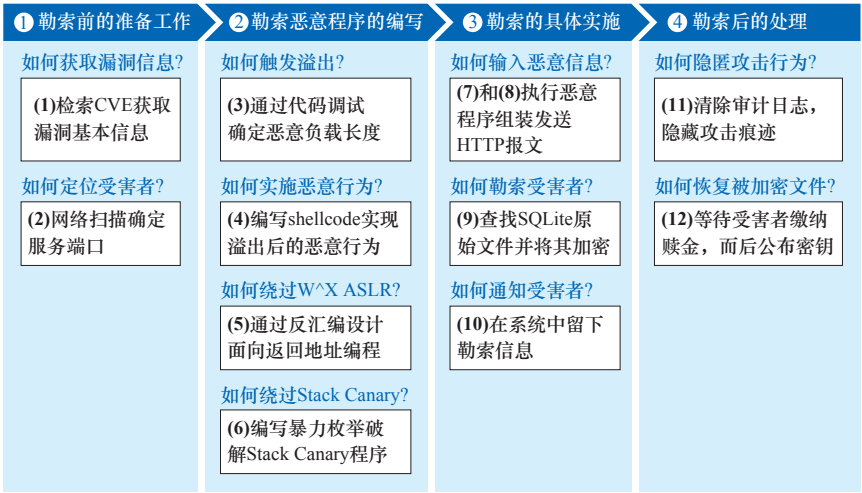 ❶ 勒索前的准备工作
如何获取漏洞信息?
(1)检索CVE获取
漏洞基本信息
如何定位受害者?
(2)网络扫描确定
服务端口
❷ 勒索恶意程序的编写
如何触发溢出?
(3)通过代码调试
确定恶意负载长度
如何实施恶意行为?
(4)编写shellcode实现
溢出后的恶意行为
如何绕过W^X ASLR?
(5)通过反汇编设计
面向返回地址编程
如何绕过Stack Canary?
(6)编写暴力枚举破
解Stack Canary程序
❸ 勒索的具体实施
如何输入恶意信息?
(7)和(8)执行恶意
程序组装发送
HTTP报文
如何勒索受害者?
(9)查找SQLite原
始文件并将其加密
如何通知受害者?
(10)在系统中留下
勒索信息
❹ 勒索后的处理
如何隐匿攻击行为?
(11)清除审计日志，
隐藏攻击痕迹
如何恢复被加密文件?
(12)等待受害者缴纳
赎金，而后公布密钥